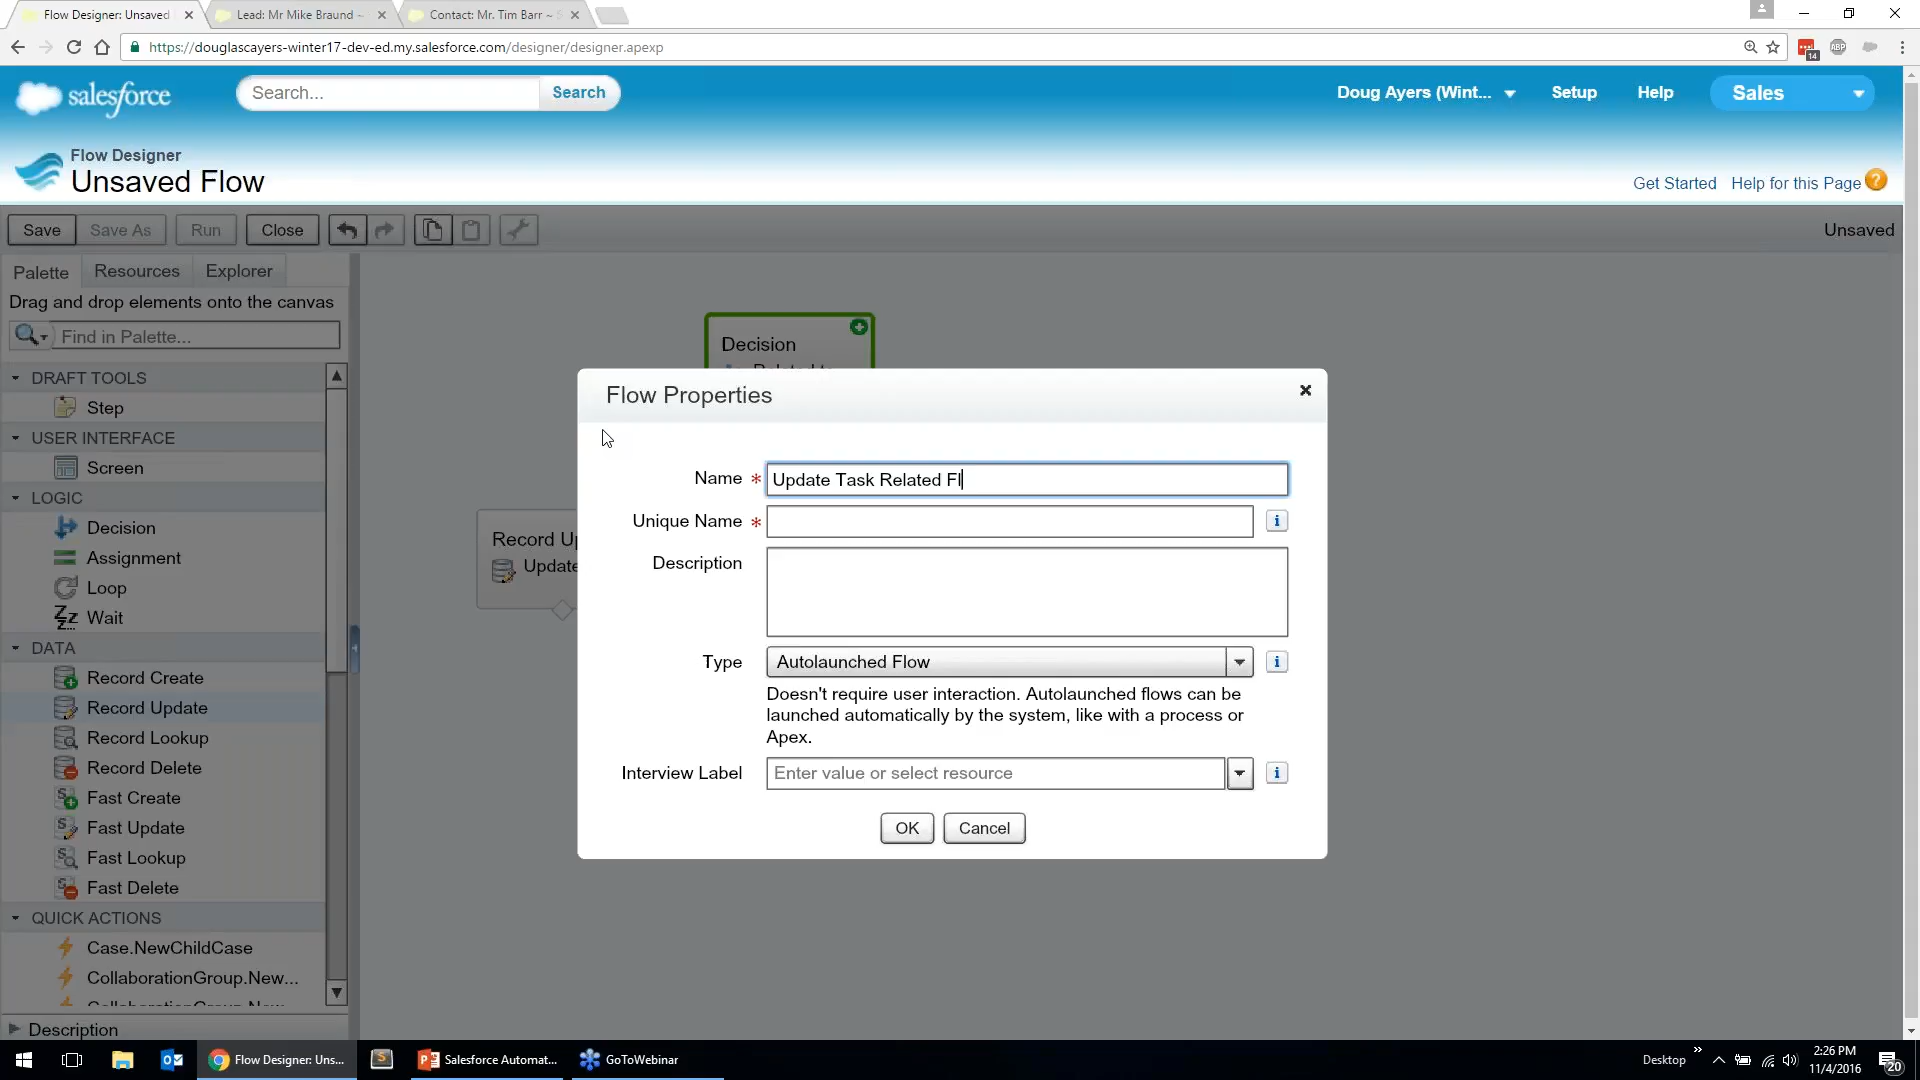 Flow Designer: Unsaved
Lead: Mr Mike Braund ~
Contact: Mr. Tim Barr ~ S
https://douglascayers-winter17-dev-ed.my.salesforce.com/designer/designer.apexp
14
ABP
salesforce
Search...
Search
Doug Ayers (Wint...
Setup
Help
Sales
Flow Designer
Unsaved Flow
Get Started
Help for this Page
?
Save
Save As
Run
Close
Unsaved
Palette
Resources
Explorer
Drag and drop elements onto the canvas
Find in Palette...
DRAFT TOOLS
Step
USER INTERFACE
Screen
LOGIC
Decision
Assignment
Loop
Wait
DATA
Record Create
Record Update
Record Lookup
Record Delete
Fast Create
Fast Update
Fast Lookup
Fast Delete
QUICK ACTIONS
Case.NewChildCase
CollaborationGroup.New...
CollaborationGroup.New...
Description
Decision
Related to
Record Up
Update
Flow Properties
Name * Update Task Related Fl
Unique Name *
Description
Type Autolaunched Flow
Doesn't require user interaction. Autolaunched flows can be
launched automatically by the system, like with a process or
Apex.
Interview Label Enter value or select resource
OK
Cancel
Flow Designer: Uns...
Salesforce Automat...
GoToWebinar
Desktop
2:26 PM
11/4/2016
20